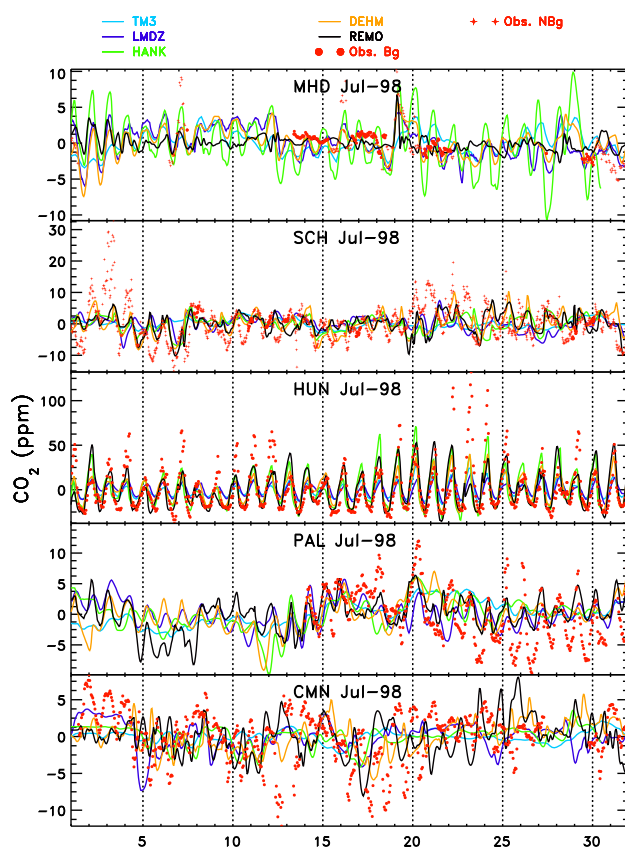 TM3 DEHM + + Obs. NBg
LMDZ REMO
HANK ● ● Obs. Bg
MHD Jul-98
10
5
0
-5
-10
SCH Jul-98
30
20
10
0
-10
HUN Jul-98
100
50
0
CO₂ (ppm)
PAL Jul-98
10
5
0
-5
CMN Jul-98
5
0
-5
-10
5 10 15 20 25 30